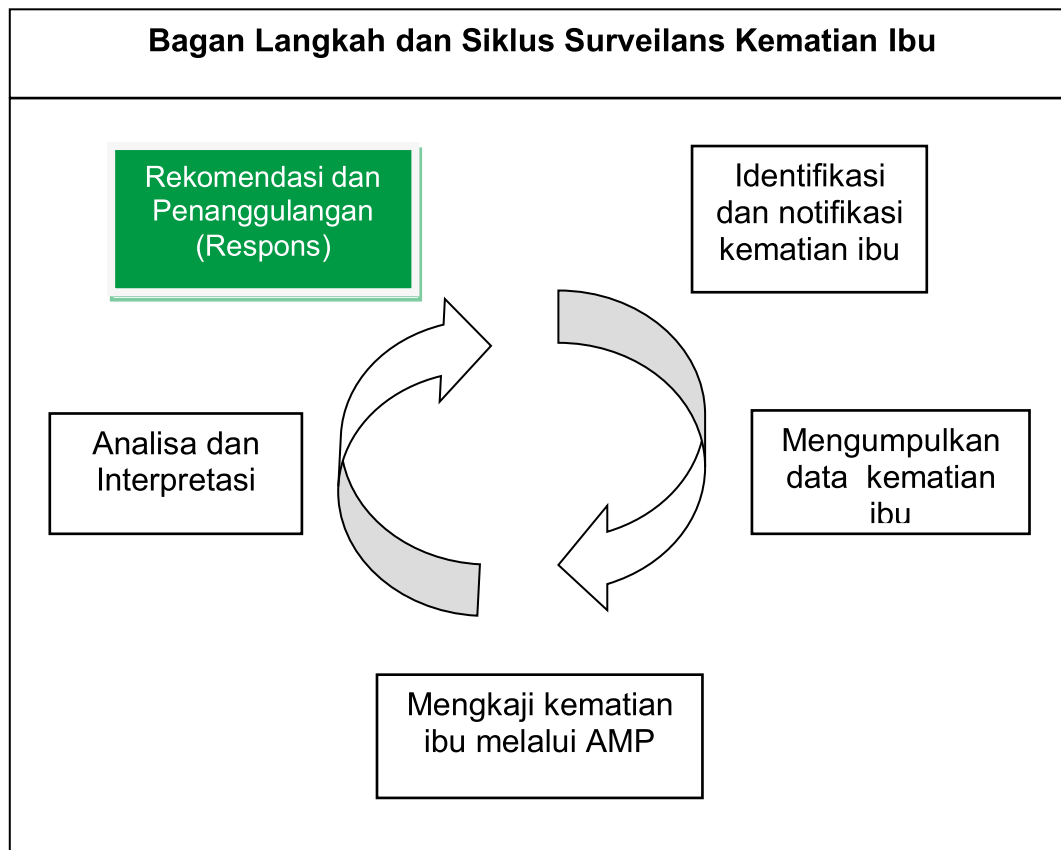 Bagan Langkah dan Siklus Surveilans Kematian Ibu
Rekomendasi dan
Penanggulangan
(Respons)
Identifikasi
dan notifikasi
kematian ibu
Analisa dan
Interpretasi
Mengumpulkan
data kematian
ibu
Mengkaji kematian
ibu melalui AMP